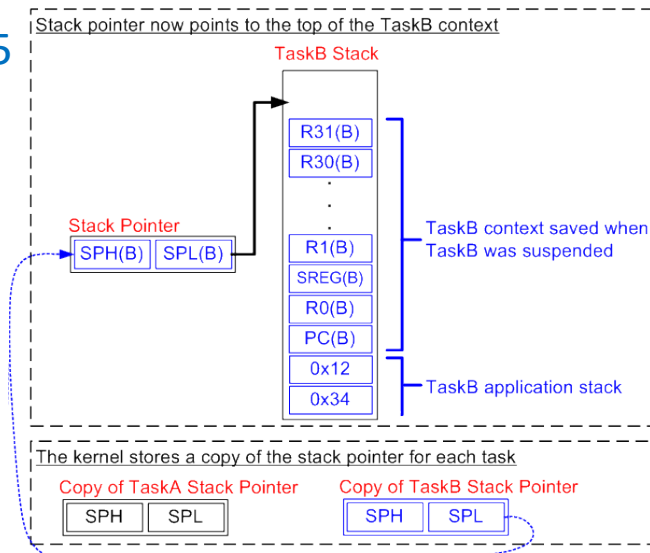 5
Stack pointer now points to the top of the TaskB context
TaskB Stack
R31(B)
R30(B)
.
.
.
Stack Pointer
SPH(B) SPL(B)
R1(B)
SREG(B)
R0(B)
PC(B)
0x12
0x34
TaskB context saved when
TaskB was suspended
TaskB application stack
The kernel stores a copy of the stack pointer for each task
Copy of TaskA Stack Pointer
SPH SPL
Copy of TaskB Stack Pointer
SPH SPL